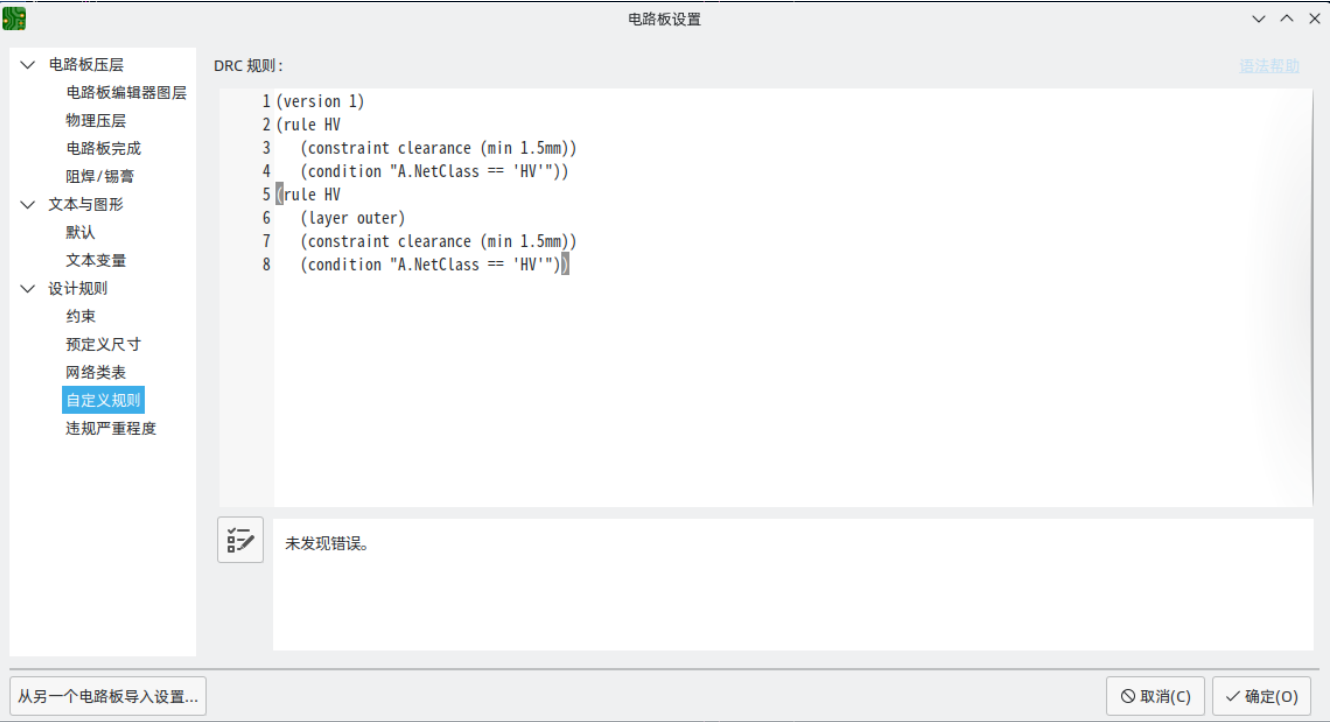 电路板设置
电路板压层
电路板编辑器图层
物理压层
电路板完成
阻焊/锡膏
文本与图形
默认
文本变量
设计规则
约束
预定义尺寸
网络类表
自定义规则
违规严重程度
DRC 规则:
语法帮助
1 (version 1)
2 (rule HV
3 (constraint clearance (min 1.5mm))
4 (condition "A.NetClass == 'HV'"))
5 (rule HV
6 (layer outer)
7 (constraint clearance (min 1.5mm))
8 (condition "A.NetClass == 'HV'"))
未发现错误。
从另一个电路板导入设置...
取消(C)
确定(O)